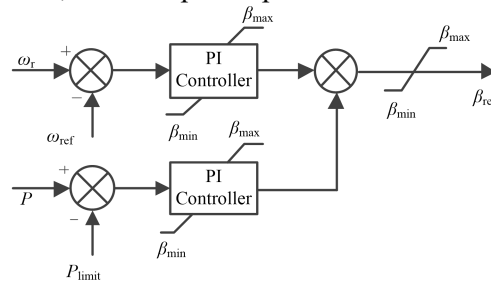 β_max
ω_r
+
PI
Controller
β_max
−
β_min
β_min
ω_ref
β_max
+
PI
Controller
P
−
β_min
P_limit